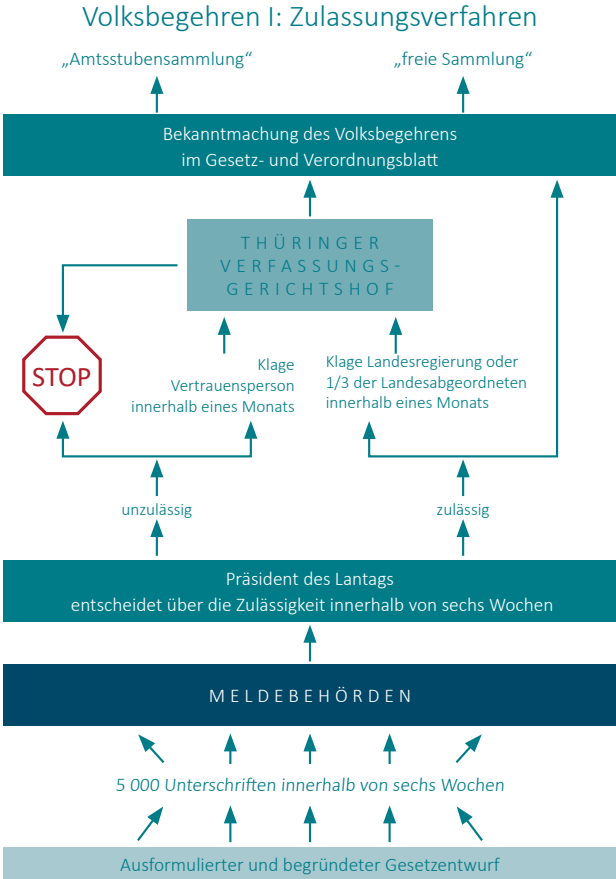 Volksbegehren I: Zulassungsverfahren
„Amtsstubensammlung“
„freie Sammlung“
Bekanntmachung des Volksbegehrens
im Gesetz- und Verordnungsblatt
THÜRINGER
VERFASSUNGS-
GERICHTSHOF
STOP
Klage
Vertrauensperson
innerhalb eines Monats
Klage Landesregierung oder
1/3 der Landesabgeordneten
innerhalb eines Monats
unzulässig
zulässig
Präsident des Lantags
entscheidet über die Zulässigkeit innerhalb von sechs Wochen
MELDEBEHÖRDEN
5 000 Unterschriften innerhalb von sechs Wochen
Ausformulierter und begründeter Gesetzentwurf